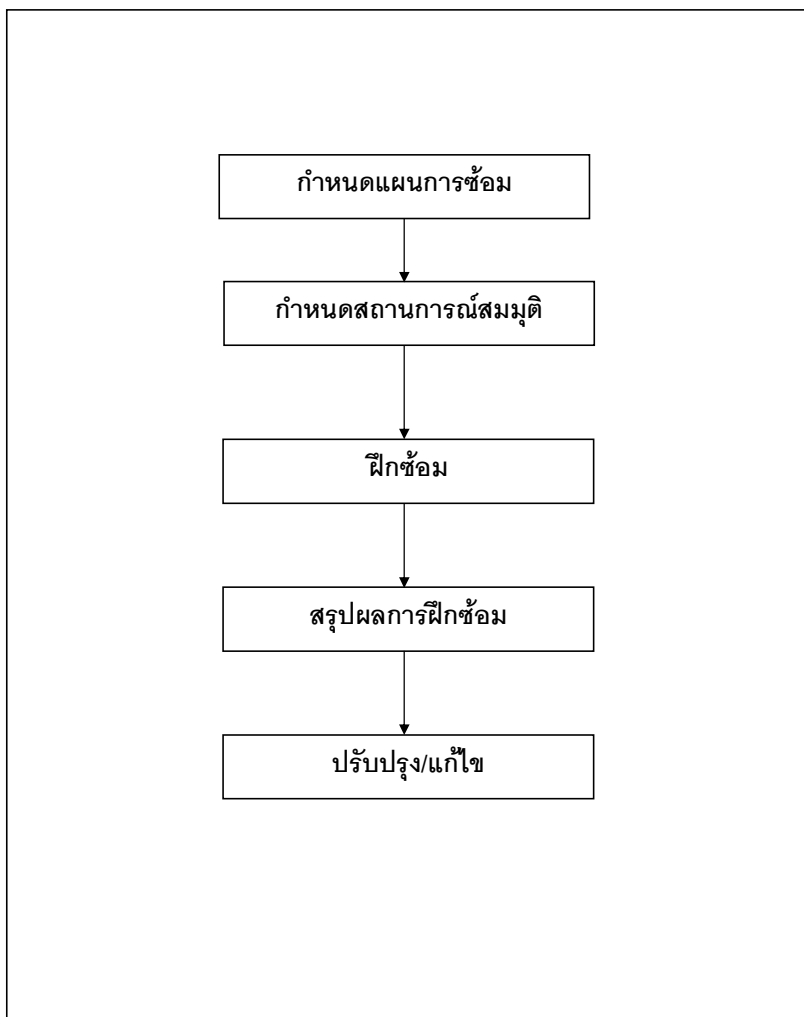 กำหนดแผนการซ้อม
กำหนดสถานการณ์สมมุติ
ฝึกซ้อม
สรุปผลการฝึกซ้อม
ปรับปรุง/แก้ไข